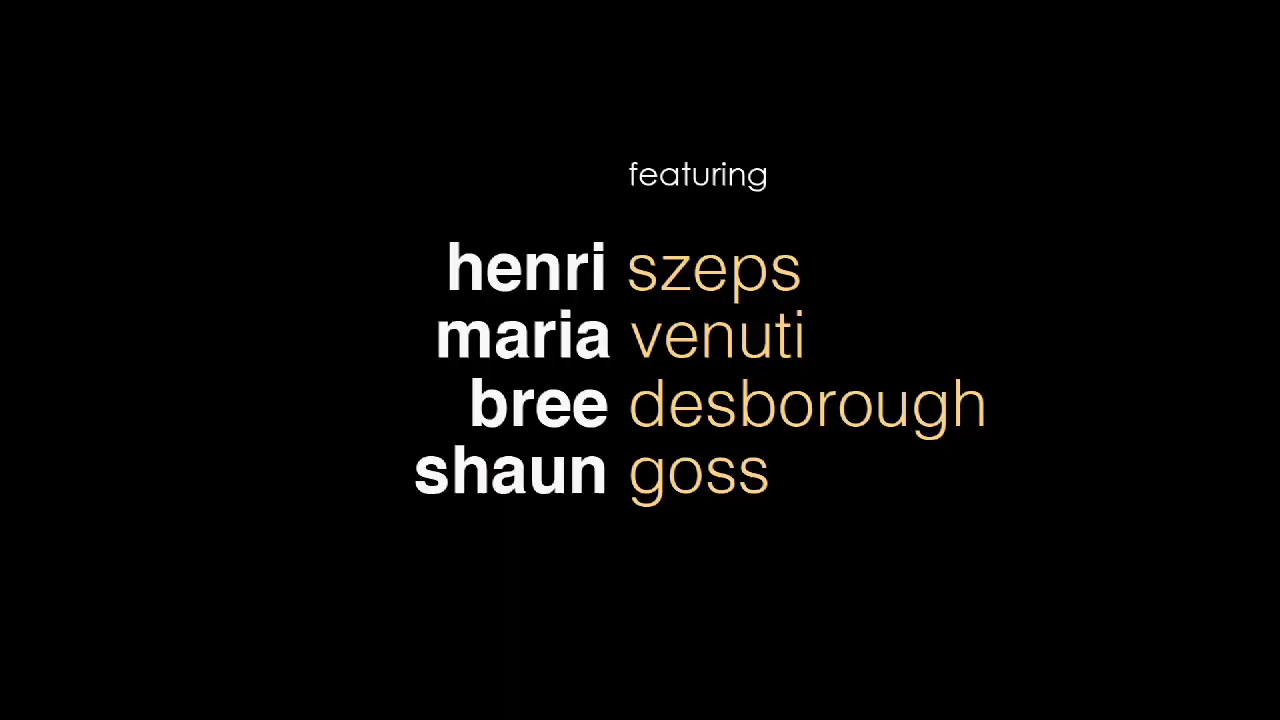 featuring
henri szeps
maria venuti
bree desborough
shaun goss